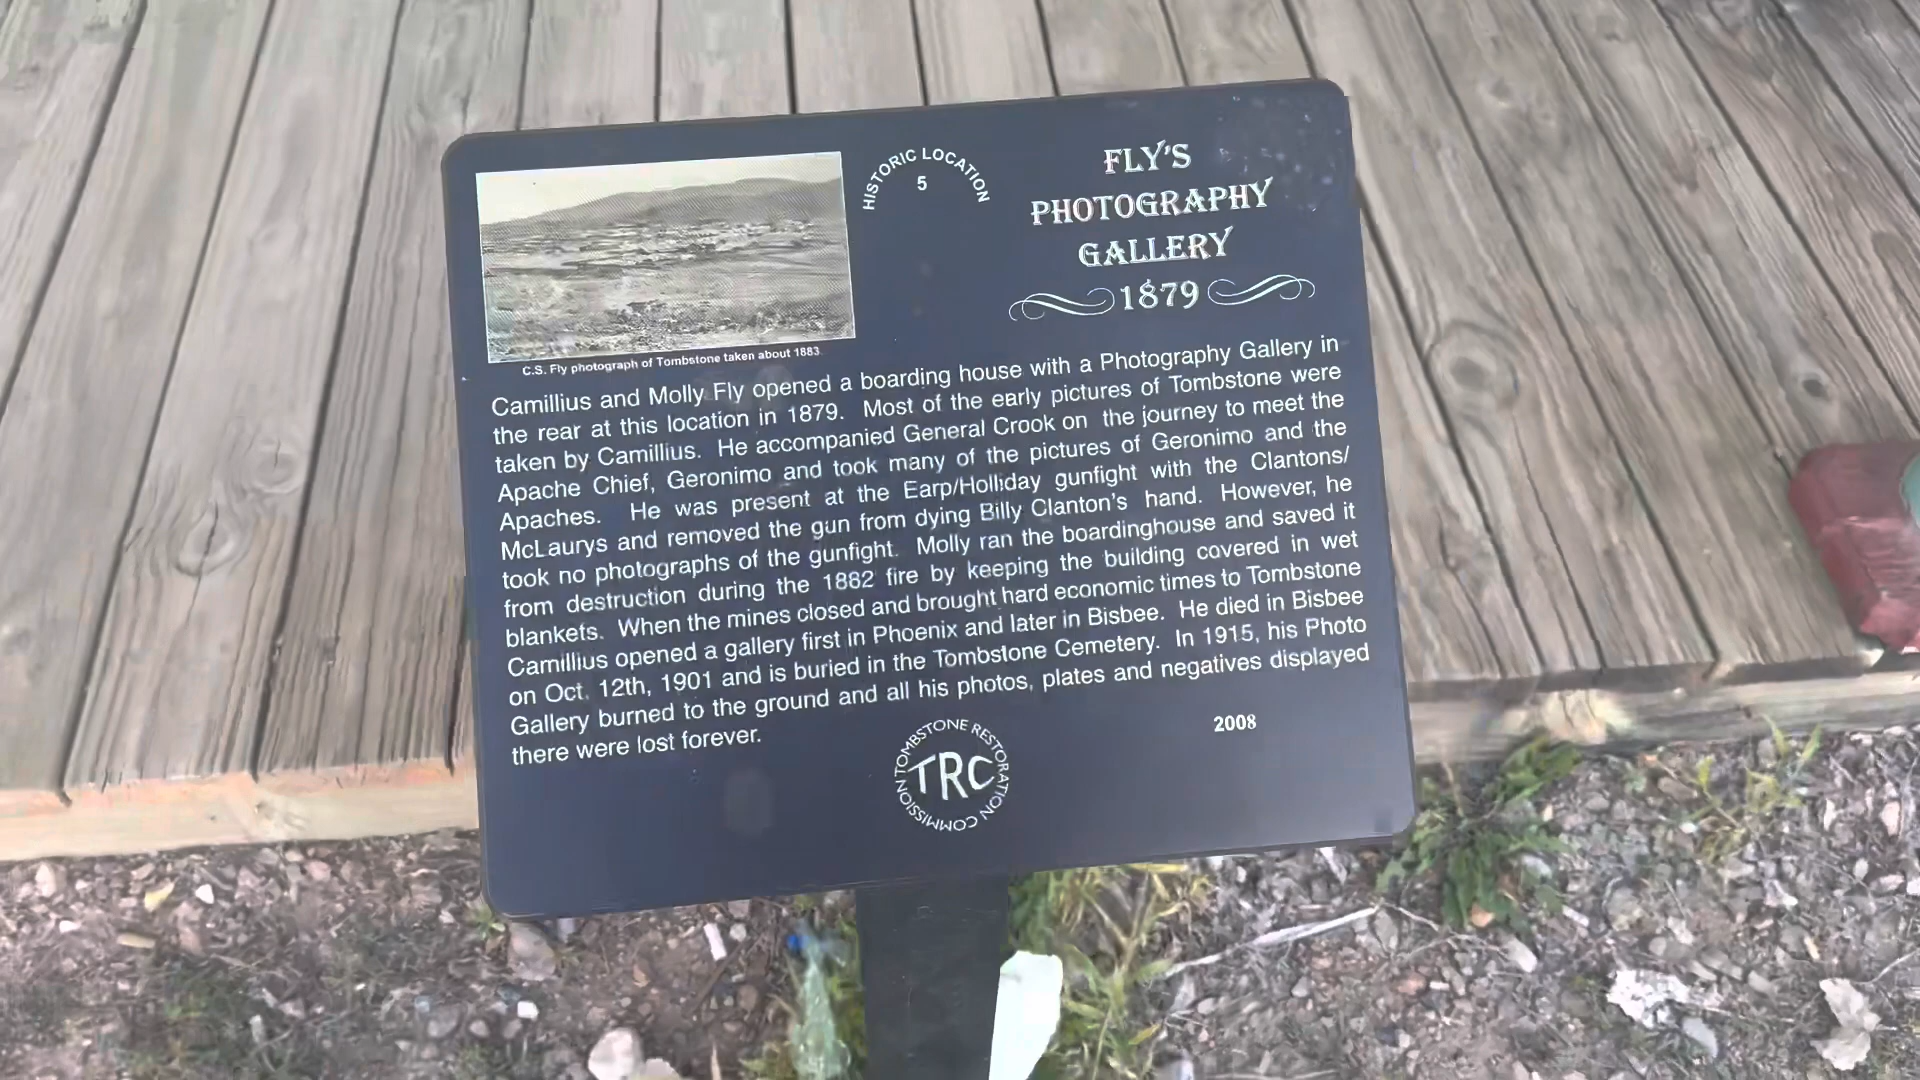 HISTORIC LOCATION
5
FLY'S
PHOTOGRAPHY
GALLERY
1879
C.S. Fly photograph of Tombstone taken about 1883
Camillius and Molly Fly opened a boarding house with a Photography Gallery in
the rear at this location in 1879. Most of the early pictures of Tombstone were
taken by Camillius. He accompanied General Crook on the journey to meet the
Apache Chief, Geronimo and took many of the pictures of Geronimo and the
Apaches. He was present at the Earp/Holliday gunfight with the Clantons/
McLaurys and removed the gun from dying Billy Clanton's hand. However, he
took no photographs of the gunfight. Molly ran the boardinghouse and saved it
from destruction during the 1882 fire by keeping the building covered in wet
blankets. When the mines closed and brought hard economic times to Tombstone
Camillius opened a gallery first in Phoenix and later in Bisbee. He died in Bisbee
on Oct. 12th, 1901 and is buried in the Tombstone Cemetery. In 1915, his Photo
Gallery burned to the ground and all his photos, plates and negatives displayed
there were lost forever.
TOMBSTONE RESTORATION COMMISSION
TRC
2008